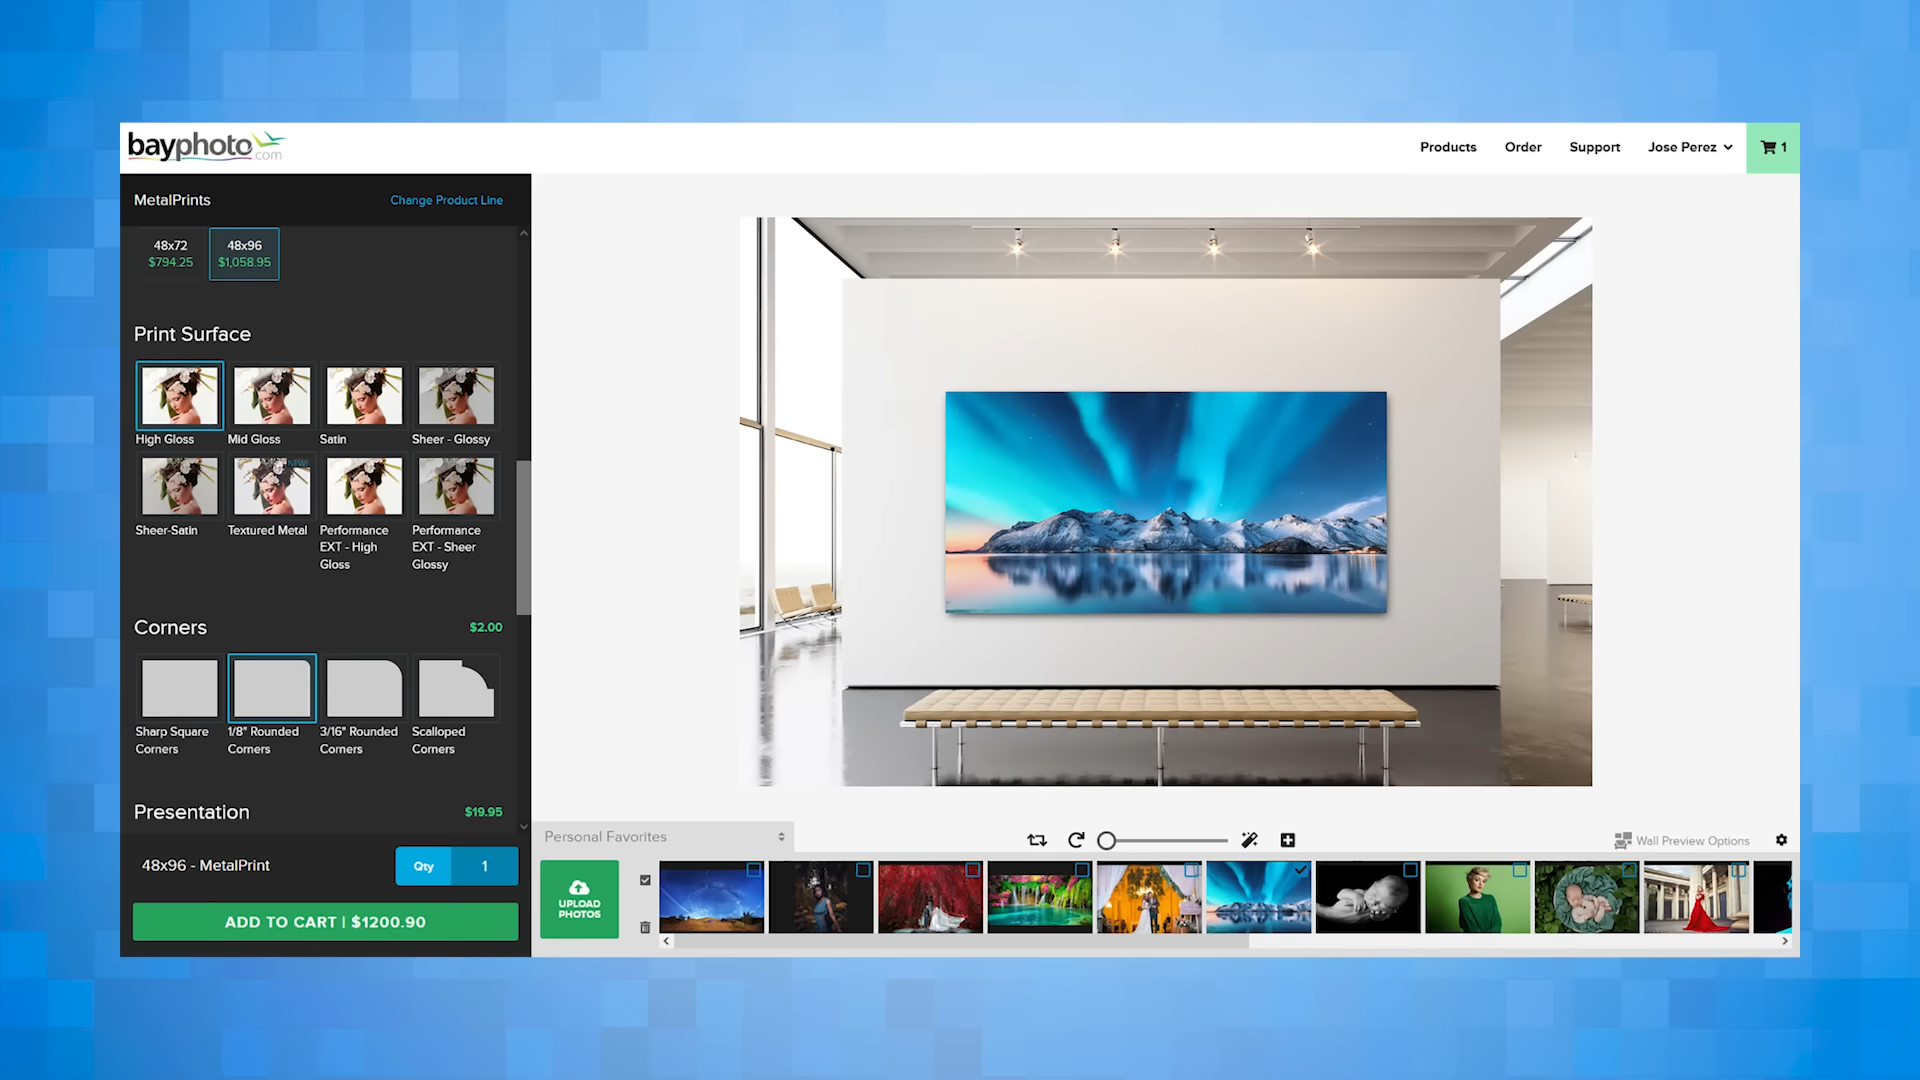 bayphoto.com
Products
Order
Support
Jose Perez
1
MetalPrints
Change Product Line
48x72
$794.25
48x96
$1,058.95
Print Surface
High Gloss
Mid Gloss
Satin
Sheer - Glossy
NEW!
Sheer-Satin
Textured Metal
Performance
EXT - High
Gloss
Performance
EXT - Sheer
Glossy
Corners
$2.00
Sharp Square
Corners
1/8" Rounded
Corners
3/16" Rounded
Corners
Scalloped
Corners
Presentation
$19.95
48x96 - MetalPrint
Qty
1
ADD TO CART | $1200.90
Personal Favorites
Wall Preview Options
UPLOAD
PHOTOS